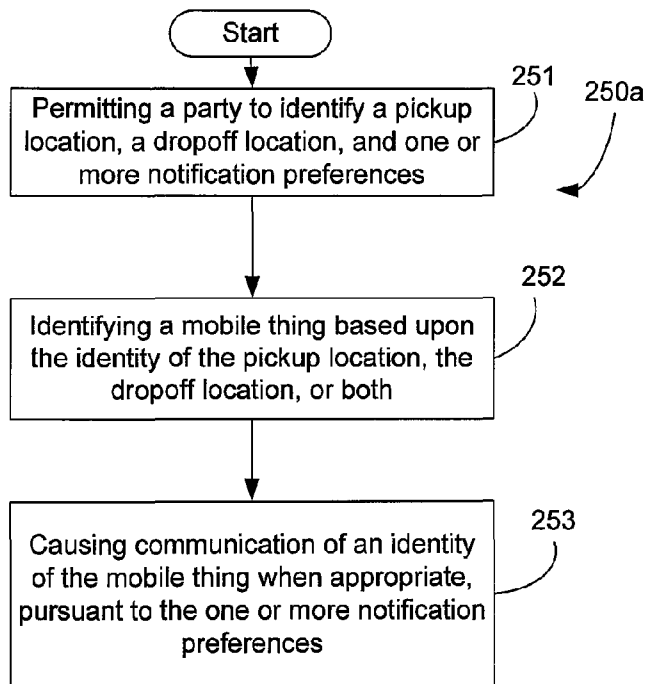 Start
251
250a
Permitting a party to identify a pickup
location, a dropoff location, and one or
more notification preferences
252
Identifying a mobile thing based upon
the identity of the pickup location, the
dropoff location, or both
253
Causing communication of an identity
of the mobile thing when appropriate,
pursuant to the one or more notification
preferences